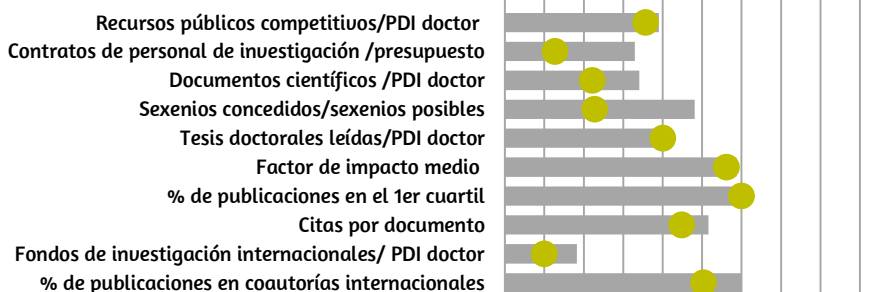 Recursos públicos competitivos/PDI doctor
Contratos de personal de investigación /presupuesto
Documentos científicos /PDI doctor
Sexenios concedidos/sexenios posibles
Tesis doctorales leídas/PDI doctor
Factor de impacto medio
% de publicaciones en el 1er cuartil
Citas por documento
Fondos de investigación internacionales/ PDI doctor
% de publicaciones en coautorías internacionales